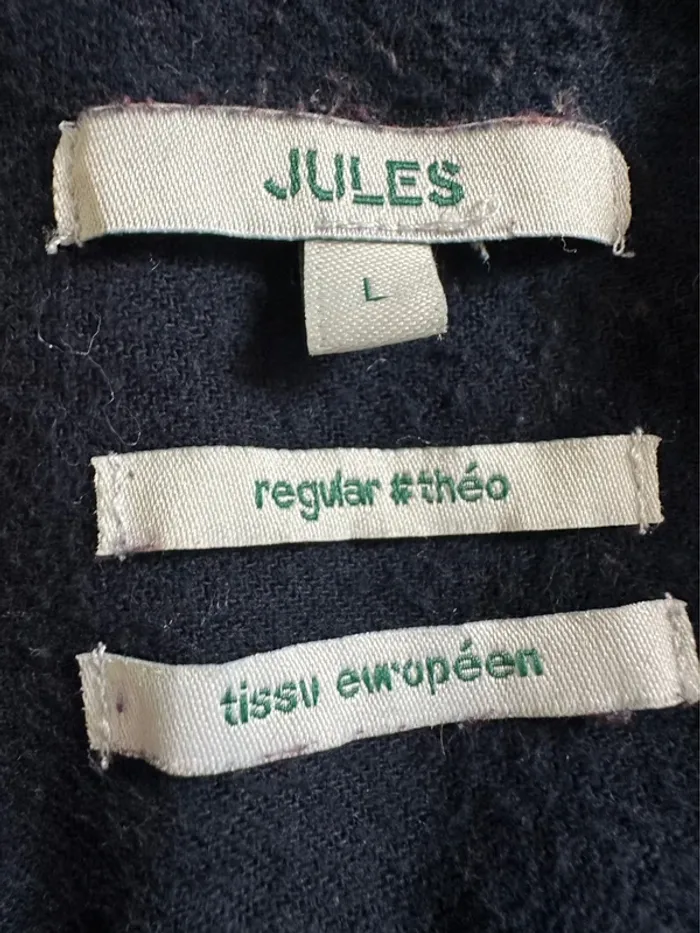 JULES
L
regular #théo
tissu européen